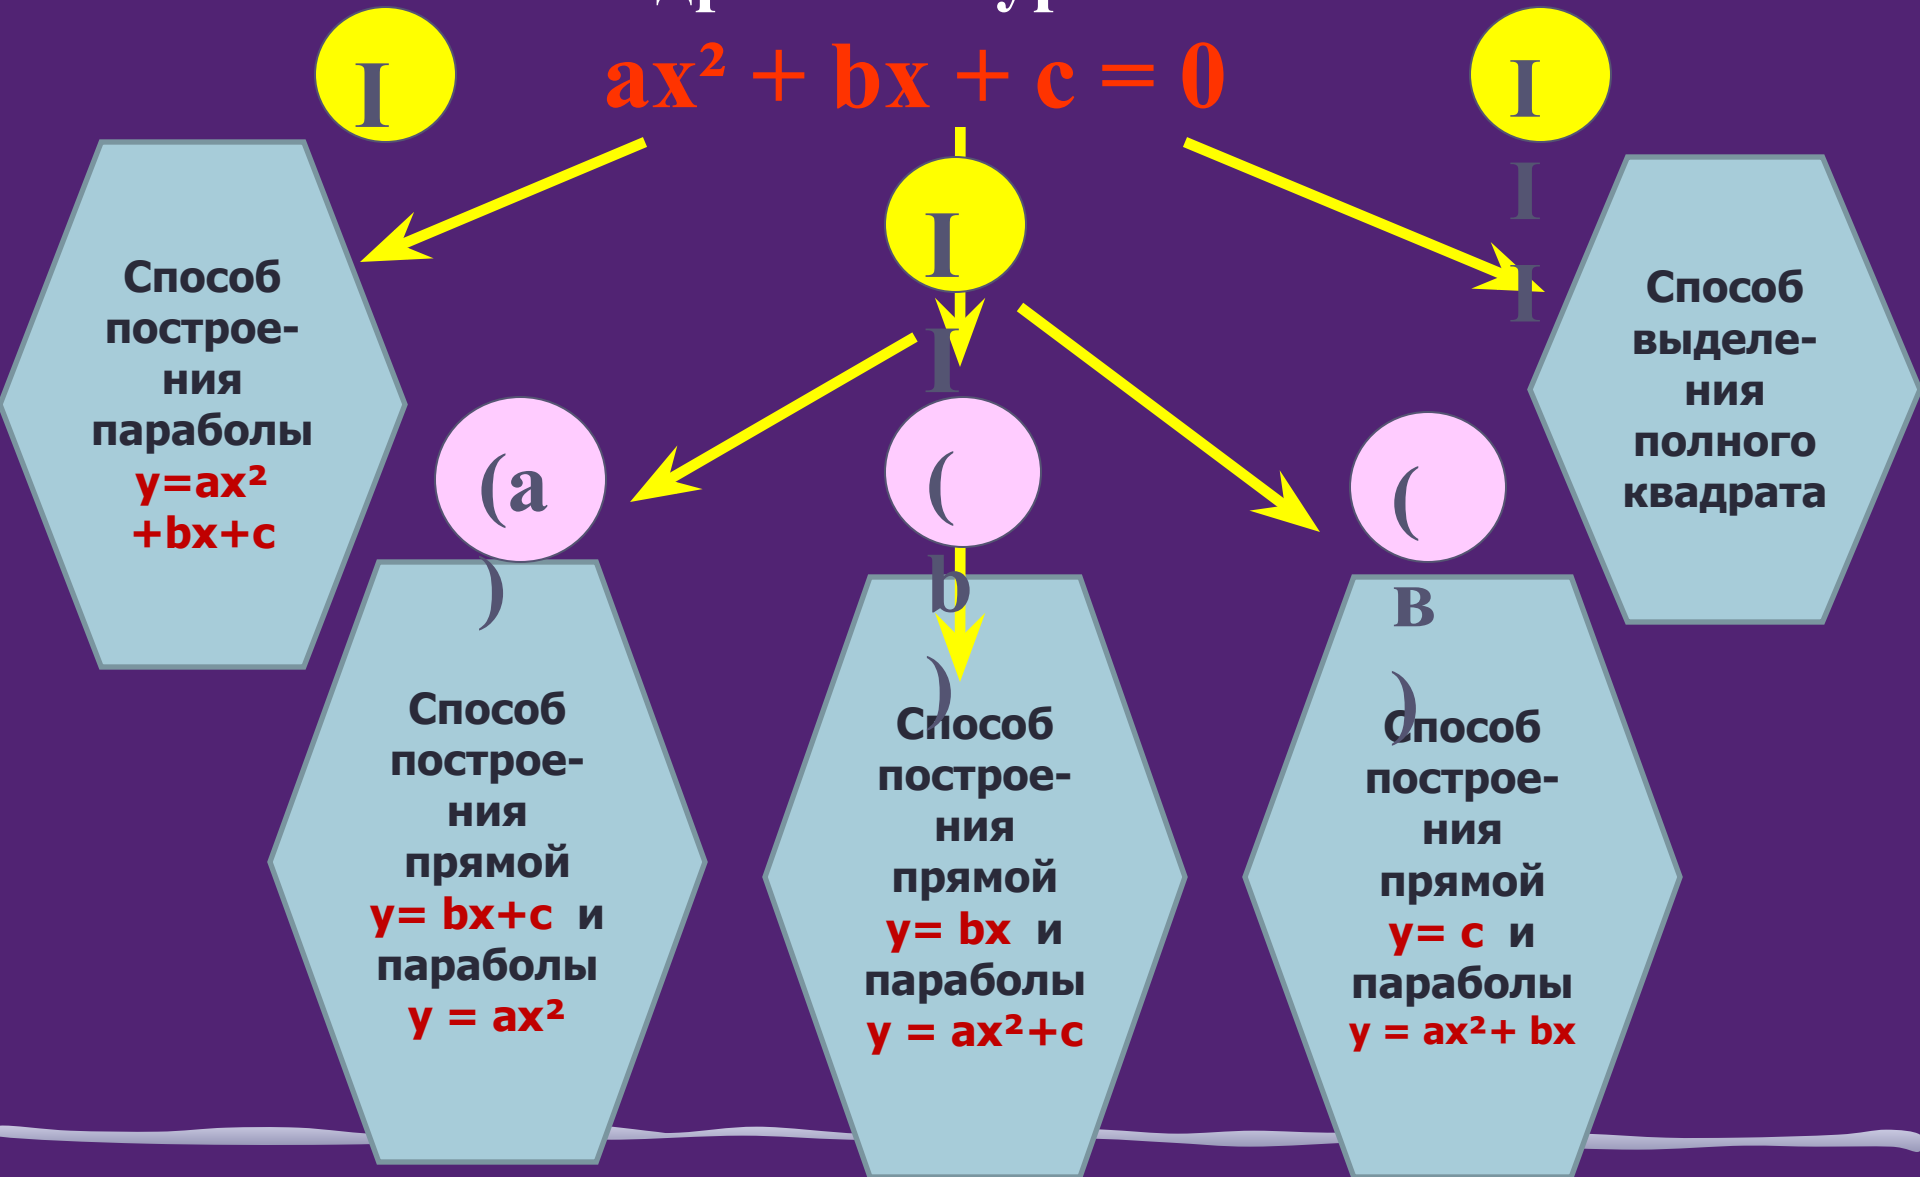 ax² + bx + c = 0
I
I
I
I
I
I
Способ
построе-
ния
параболы
y=ax²
+bx+c
Способ
выделе-
ния
полного
квадрата
(а
)
(
b
)
(
в
)
Способ
построе-
ния
прямой
y= bx+c и
параболы
y = ax²
Способ
построе-
ния
прямой
y= bx и
параболы
y = ax²+c
Способ
построе-
ния
прямой
y= c и
параболы
y = ax²+ bx